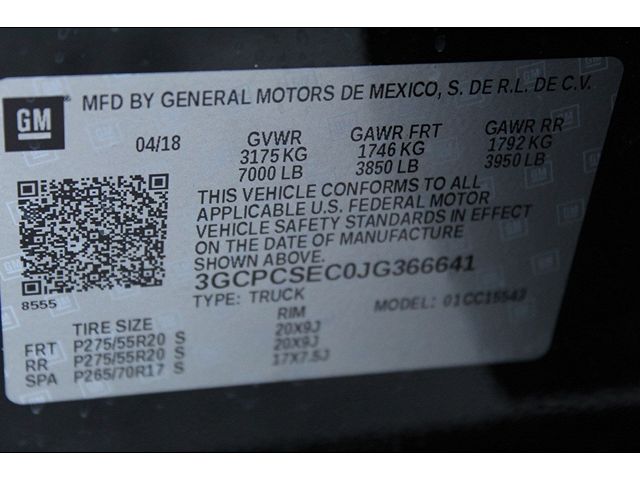 GM MFD BY GENERAL MOTORS DE MEXICO, S. DE R.L. DE C.V.
04/18 GVWR GAWR FRT GAWR RR
3175 KG 1746 KG 1792 KG
7000 LB 3850 LB 3950 LB
THIS VEHICLE CONFORMS TO ALL
APPLICABLE U.S. FEDERAL MOTOR
VEHICLE SAFETY STANDARDS IN EFFECT
ON THE DATE OF MANUFACTURE
SHOWN ABOVE.
3GCPCSEC0JG366641
8555 TYPE: TRUCK MODEL: 01CC15543
TIRE SIZE RIM
FRT P275/55R20 S 20X9J
RR P275/55R20 S 20X9J
SPA P265/70R17 S 17X7.5J